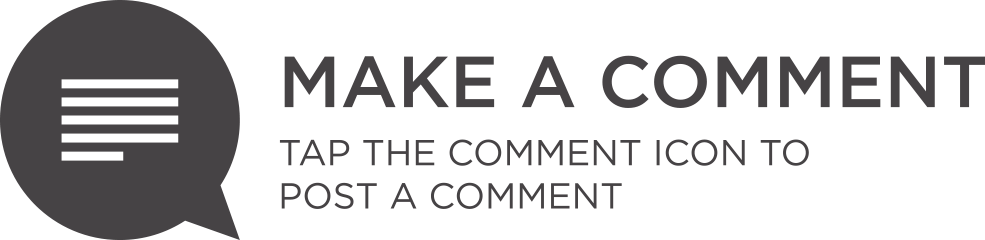 MAKE A COMMENT
TAP THE COMMENT ICON TO
POST A COMMENT